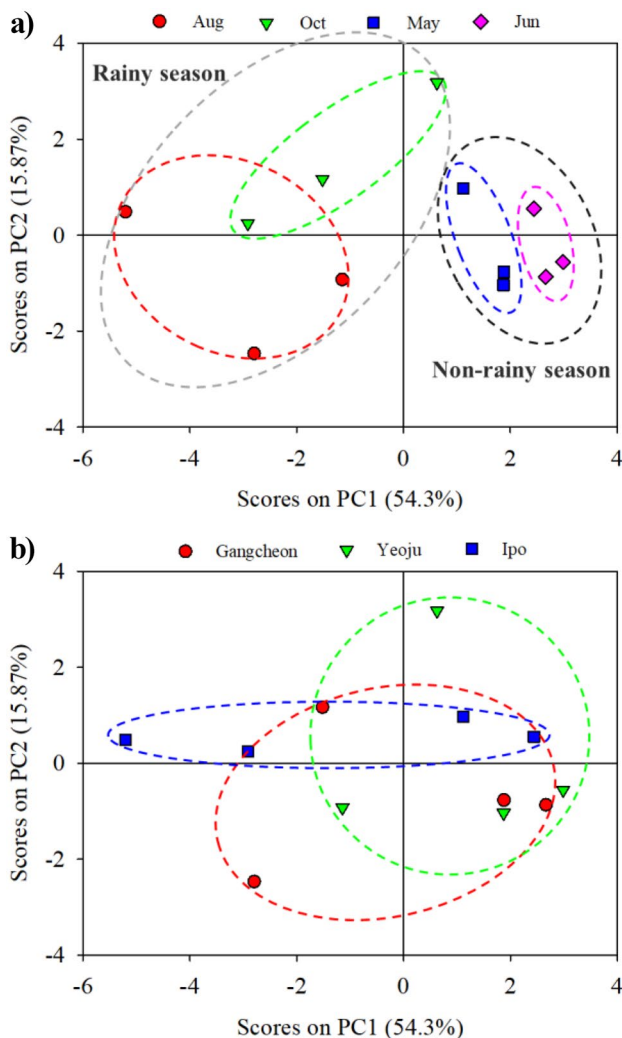 a)
Aug Oct May Jun
4
Rainy season
2
0
-2
Non-rainy season
-4
-6 -4 -2 0 2 4
Scores on PC1 (54.3%)
Scores on PC2 (15.87%)
b)
Gangcheon Yeoju Ipo
4
2
0
-2
-4
-6 -4 -2 0 2 4
Scores on PC1 (54.3%)
Scores on PC2 (15.87%)